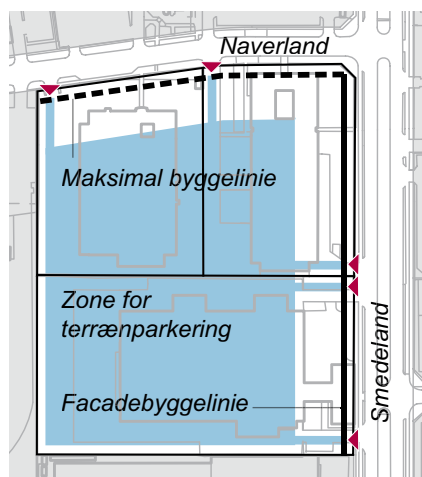 Naverland
Maksimal byggelinie
Zone for
terrænparkering
Facadebyggelinie
Smedeland